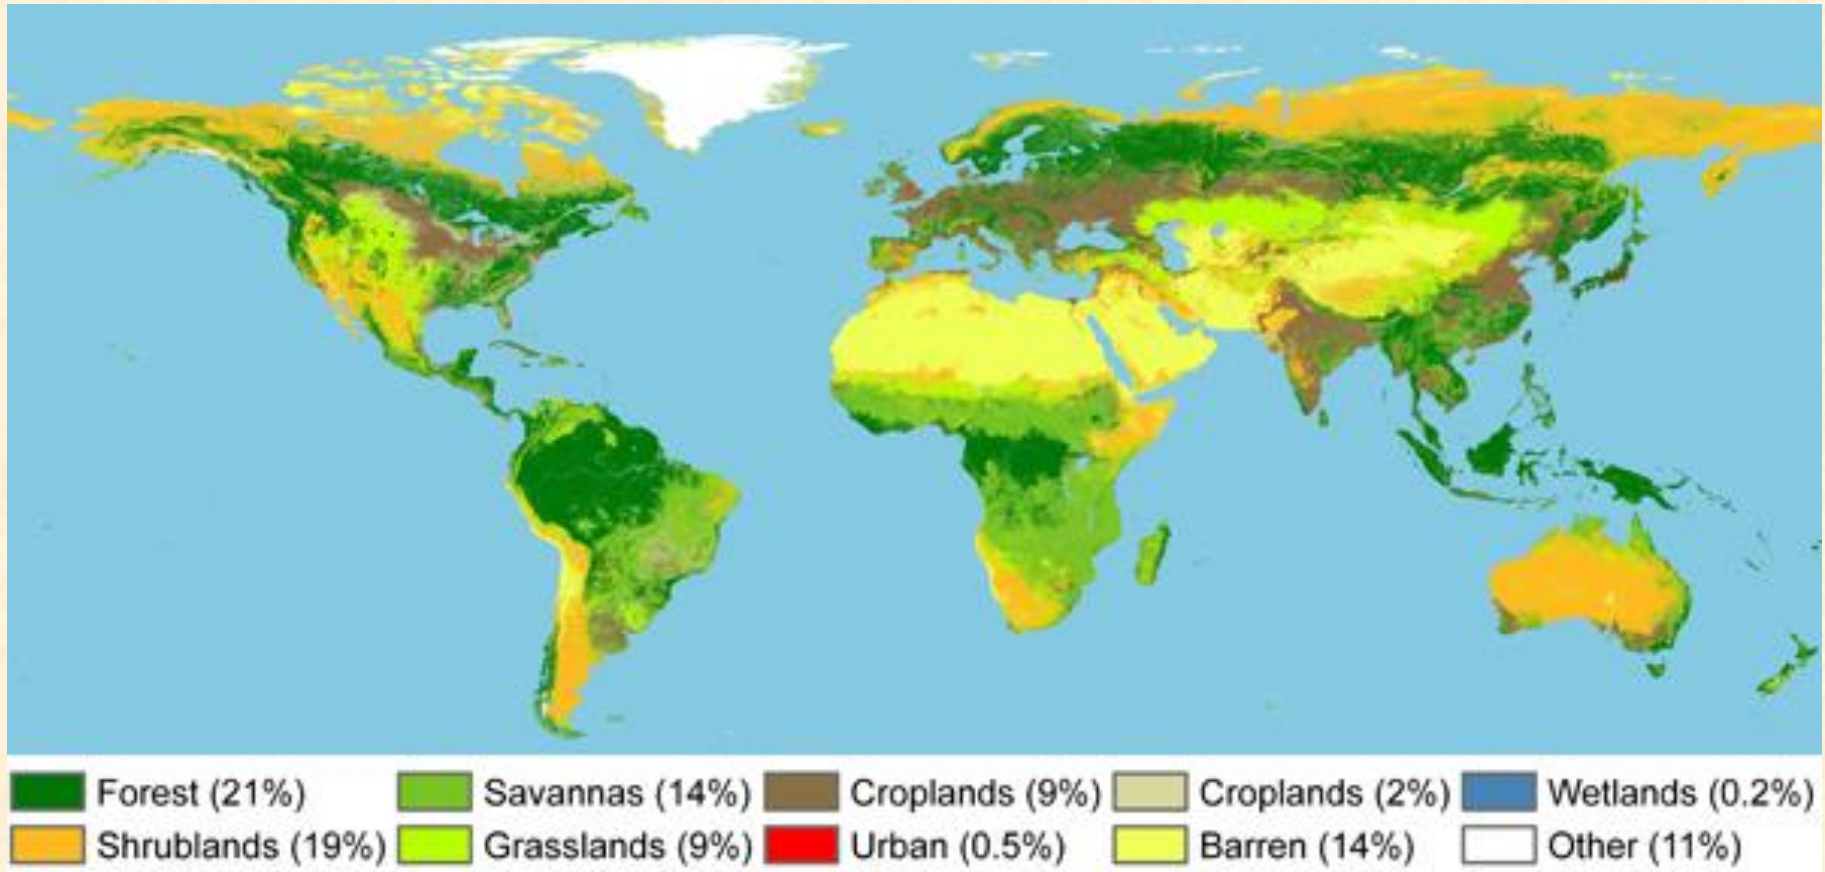 Forest (21%) Savannas (14%) Croplands (9%) Croplands (2%) Wetlands (0.2%)
Shrublands (19%) Grasslands (9%) Urban (0.5%) Barren (14%) Other (11%)